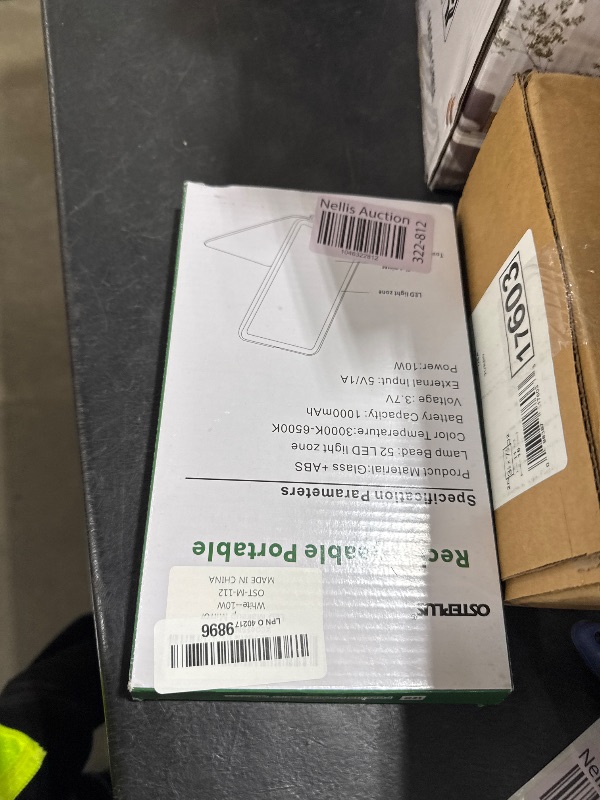 OSTEPLUS
Portable
Specification Parameters
Product Material:Glass +ABS
Lamp Bead: 52 LED light zone
Color Temperature:3000K-6500K
Battery Capacity: 1000mAh
Voltage :3.7V
External Input: 5V/1A
Power:10W
LED light zone
Nellis Auction
322-812
1046322812
LPN O 40217
9896
White—10W
OST-M-112
MADE IN CHINA
17603